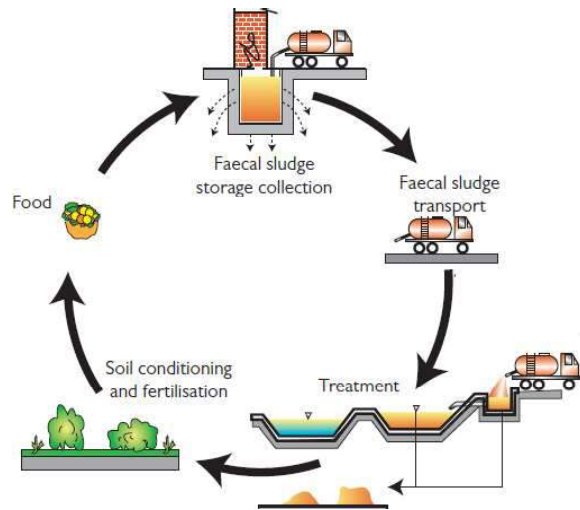 Faecal sludge
storage collection
Faecal sludge
transport
Food
Soil conditioning
and fertilisation
Treatment